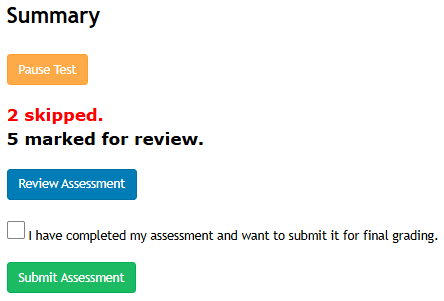 Summary
Pause Test
2 skipped.
5 marked for review.
Review Assessment
I have completed my assessment and want to submit it for final grading.
Submit Assessment